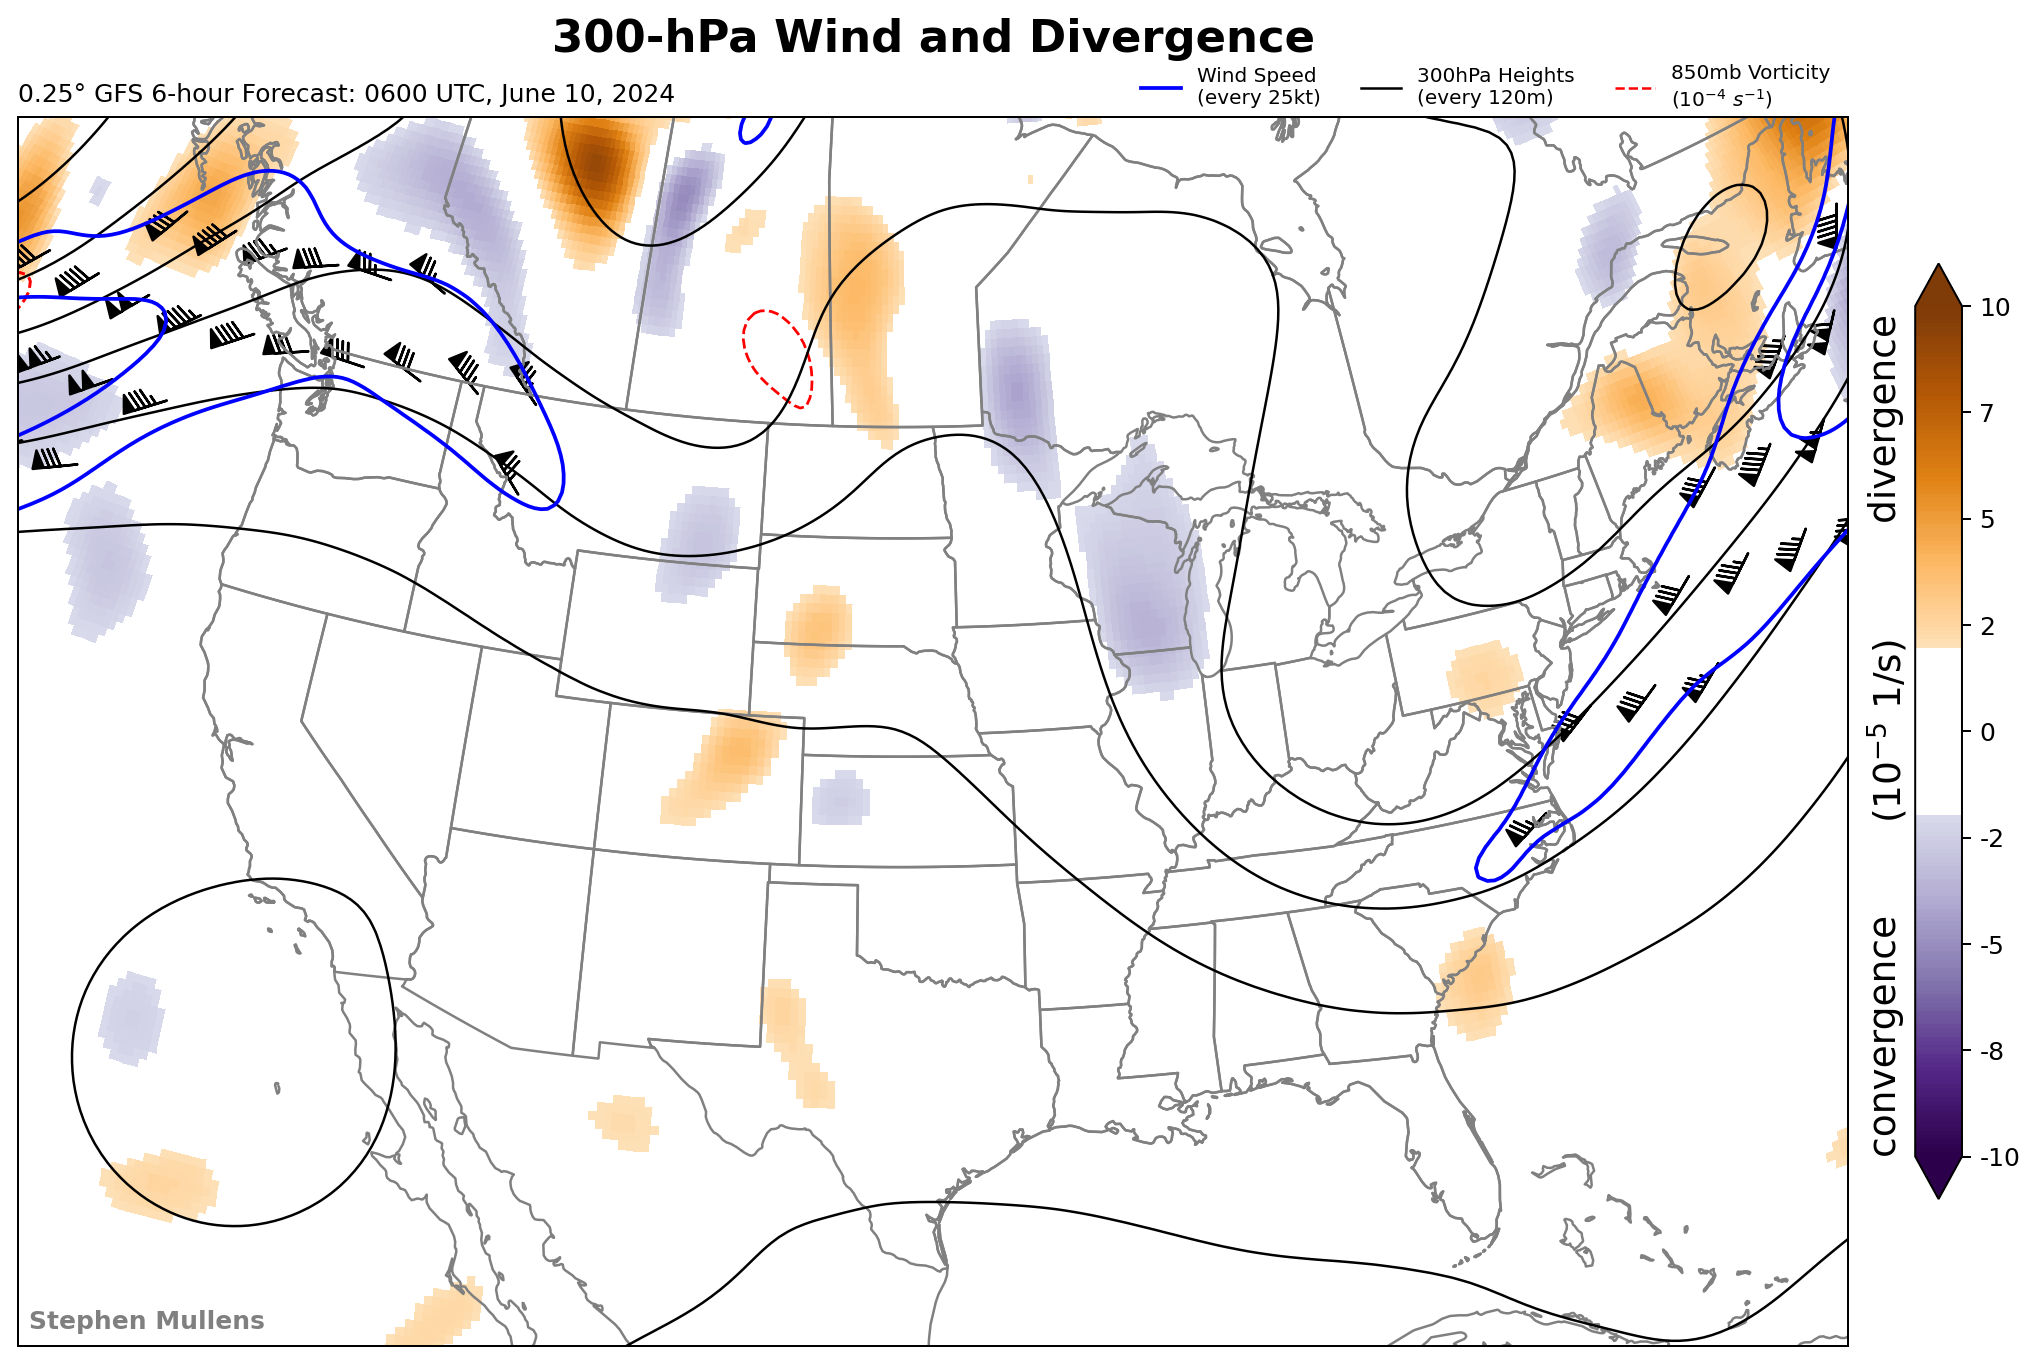 300-hPa Wind and Divergence
0.25° GFS 6-hour Forecast: 0600 UTC, June 10, 2024
Wind Speed
(every 25kt)
300hPa Heights
(every 120m)
850mb Vorticity
(10⁻⁴ s⁻¹)
10
7
5
2
0
-2
-5
-8
-10
convergence (10⁻⁵ 1/s) divergence
Stephen Mullens